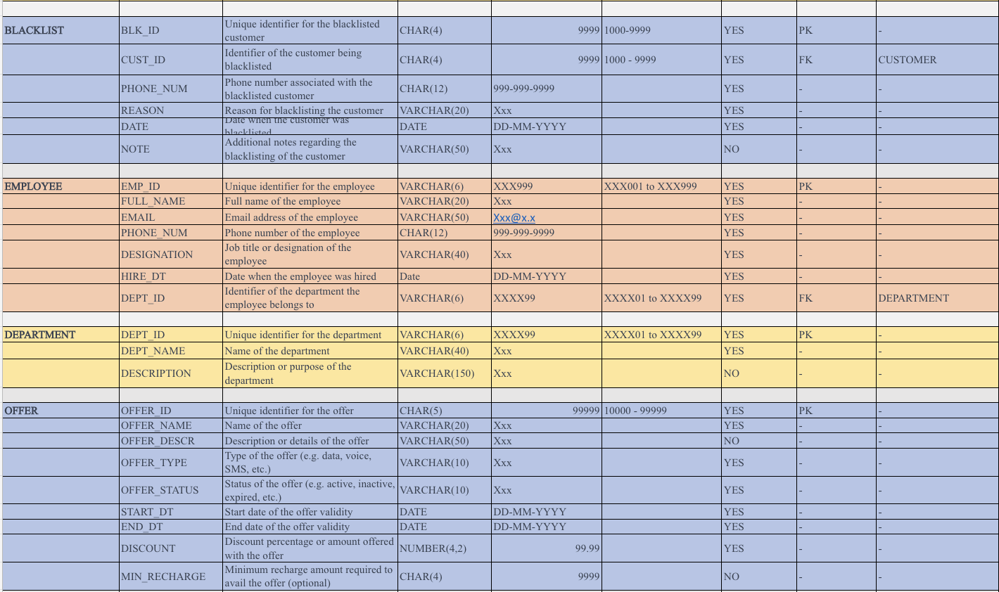 BLACKLIST BLK_ID Unique identifier for the blacklisted customer CHAR(4) 9999 1000-9999 YES PK -
CUST_ID Identifier of the customer being blacklisted CHAR(4) 9999 1000 - 9999 YES FK CUSTOMER
PHONE_NUM Phone number associated with the blacklisted customer CHAR(12) 999-999-9999 YES - -
REASON Reason for blacklisting the customer VARCHAR(20) Xxx YES - -
DATE Date when the customer was blacklisted DATE DD-MM-YYYY YES - -
NOTE Additional notes regarding the blacklisting of the customer VARCHAR(50) Xxx NO - -
EMPLOYEE EMP_ID Unique identifier for the employee VARCHAR(6) XXX999 XXX001 to XXX999 YES PK -
FULL_NAME Full name of the employee VARCHAR(20) Xxx YES - -
EMAIL Email address of the employee VARCHAR(50) Xxx@x.x YES - -
PHONE_NUM Phone number of the employee CHAR(12) 999-999-9999 YES - -
DESIGNATION Job title or designation of the employee VARCHAR(40) Xxx YES - -
HIRE_DT Date when the employee was hired Date DD-MM-YYYY YES - -
DEPT_ID Identifier of the department the employee belongs to VARCHAR(6) XXXX99 XXXX01 to XXXX99 YES FK DEPARTMENT
DEPARTMENT DEPT_ID Unique identifier for the department VARCHAR(6) XXXX99 XXXX01 to XXXX99 YES PK -
DEPT_NAME Name of the department VARCHAR(40) Xxx YES - -
DESCRIPTION Description or purpose of the department VARCHAR(150) Xxx NO - -
OFFER OFFER_ID Unique identifier for the offer CHAR(5) 99999 10000 - 99999 YES PK -
OFFER_NAME Name of the offer VARCHAR(20) Xxx YES - -
OFFER_DESCR Description or details of the offer VARCHAR(50) Xxx NO - -
OFFER_TYPE Type of the offer (e.g. data, voice, SMS, etc.) VARCHAR(10) Xxx YES - -
OFFER_STATUS Status of the offer (e.g. active, inactive, expired, etc.) VARCHAR(10) Xxx YES - -
START_DT Start date of the offer validity DATE DD-MM-YYYY YES - -
END_DT End date of the offer validity DATE DD-MM-YYYY YES - -
DISCOUNT Discount percentage or amount offered with the offer NUMBER(4,2) 99.99 YES - -
MIN_RECHARGE Minimum recharge amount required to avail the offer (optional) CHAR(4) 9999 NO - -